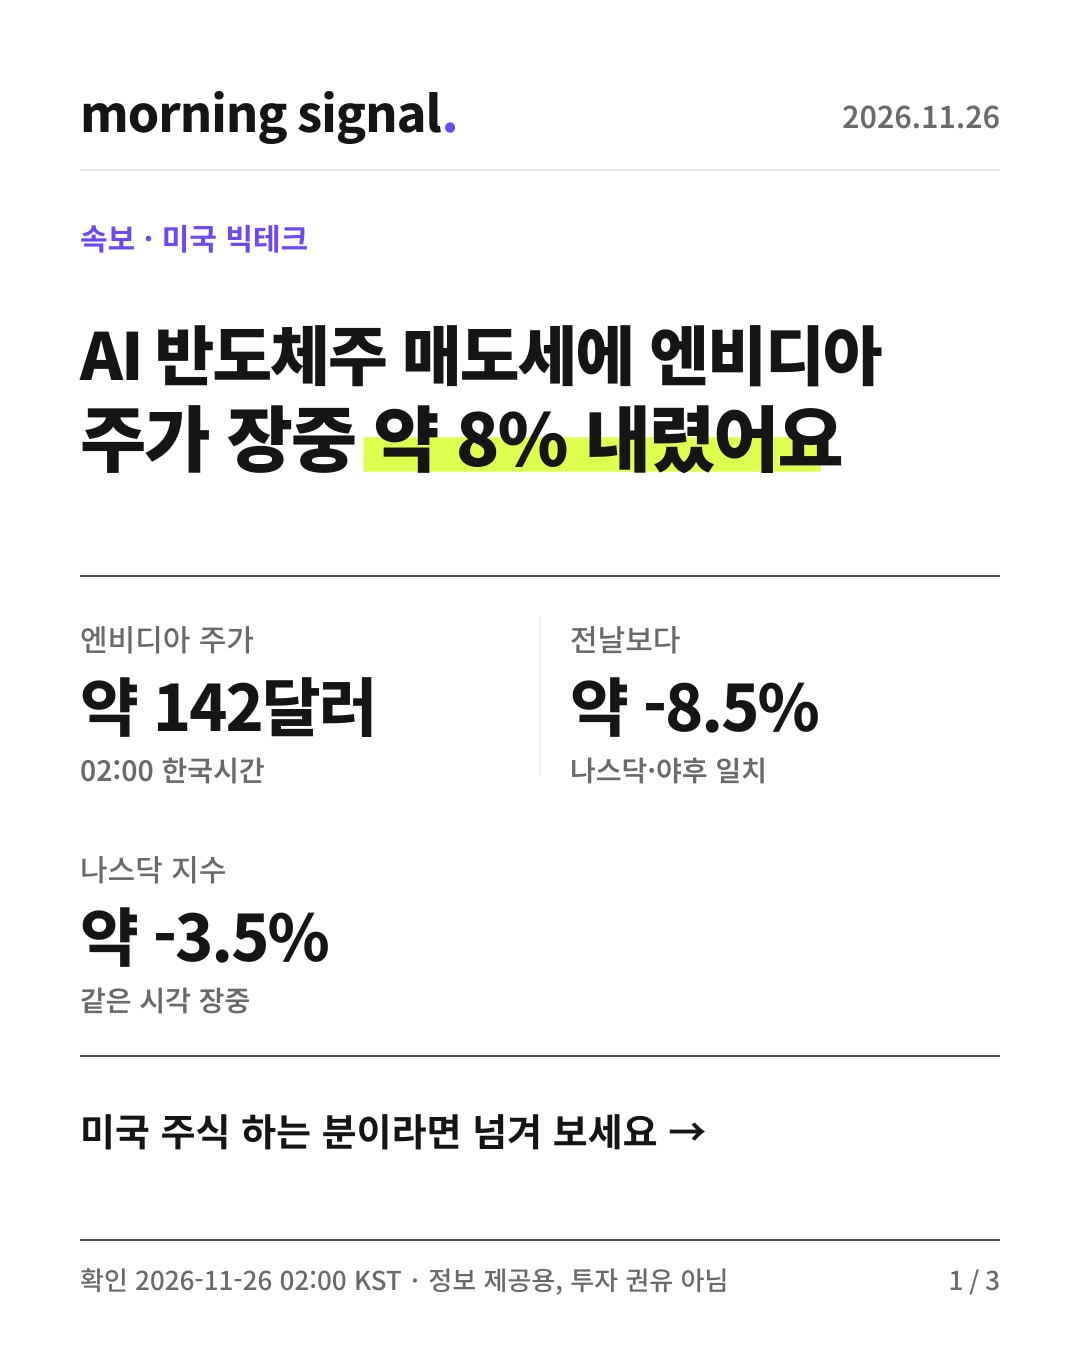 morning signal.
2026.11.26
속보 · 미국 빅테크
AI 반도체주 매도세에 엔비디아
주가 장중 약 8% 내렸어요
엔비디아 주가
약 142달러
02:00 한국시간
전날보다
약 -8.5%
나스닥·야후 일치
나스닥 지수
약 -3.5%
같은 시각 장중
미국 주식 하는 분이라면 넘겨 보세요 →
확인 2026-11-26 02:00 KST · 정보 제공용, 투자 권유 아님
1 / 3